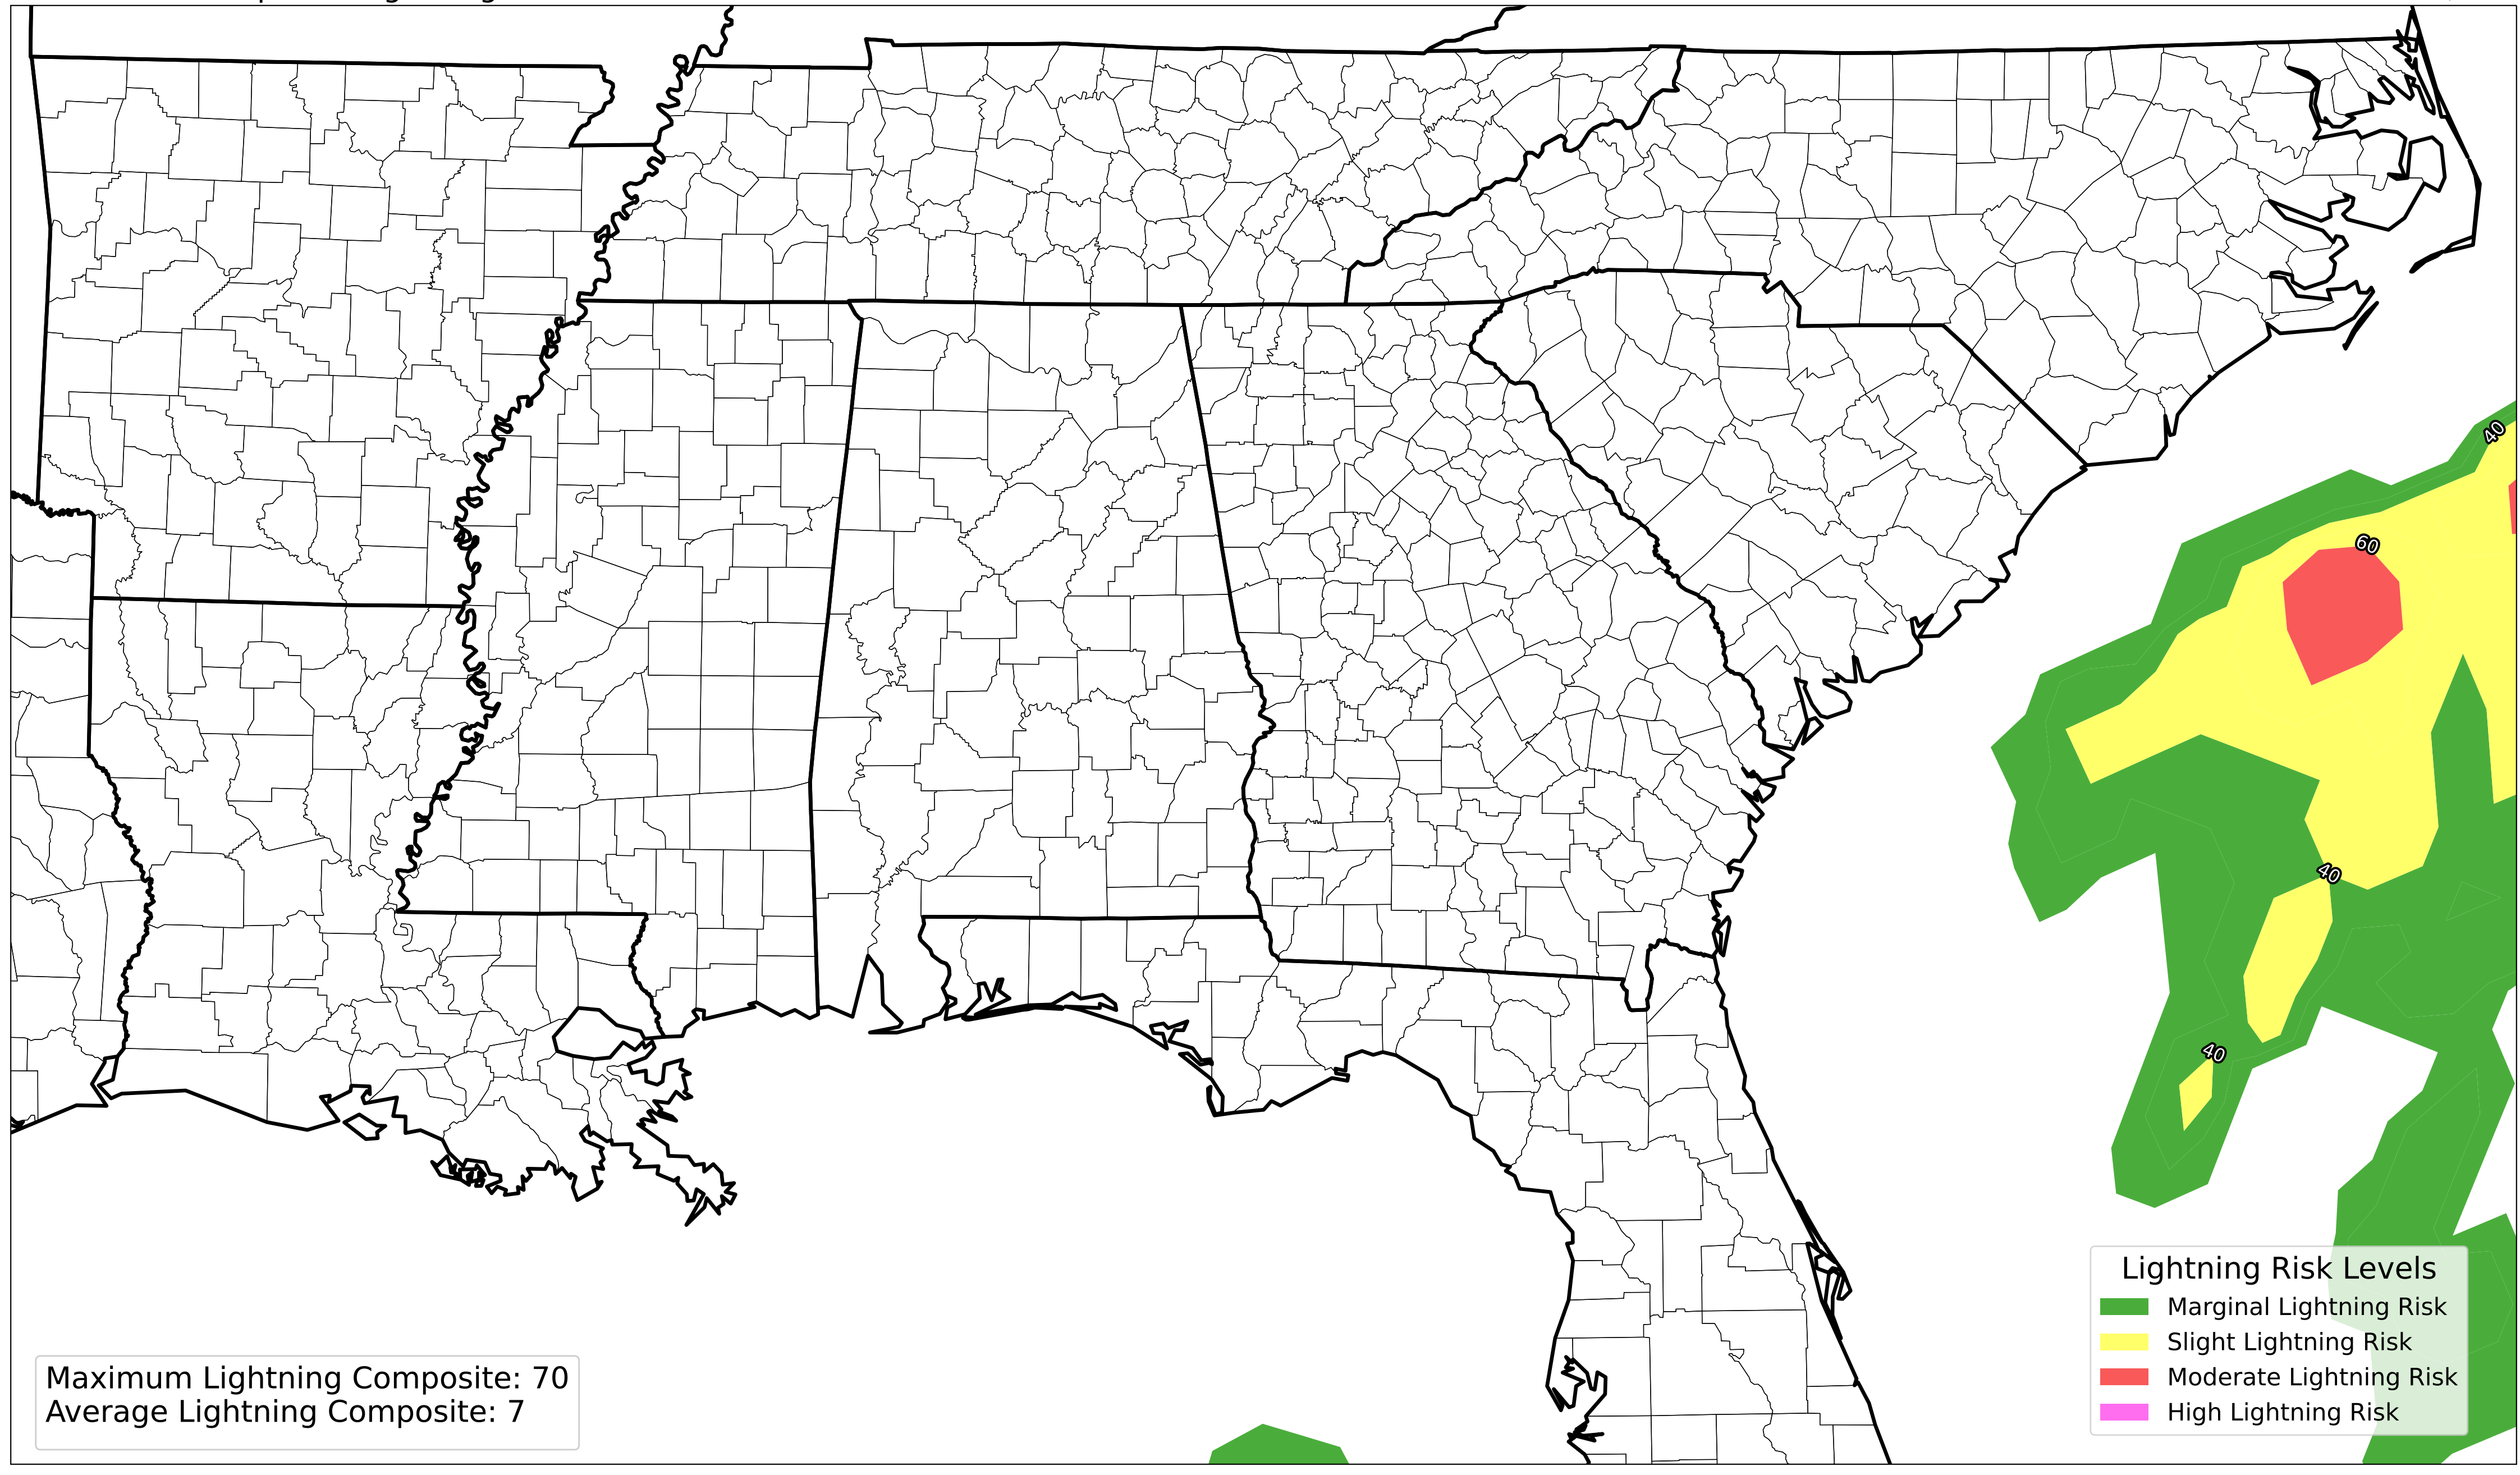 40
60
40
40
Lightning Risk Levels
Marginal Lightning Risk
Slight Lightning Risk
Moderate Lightning Risk
High Lightning Risk
Maximum Lightning Composite: 70
Average Lightning Composite: 7